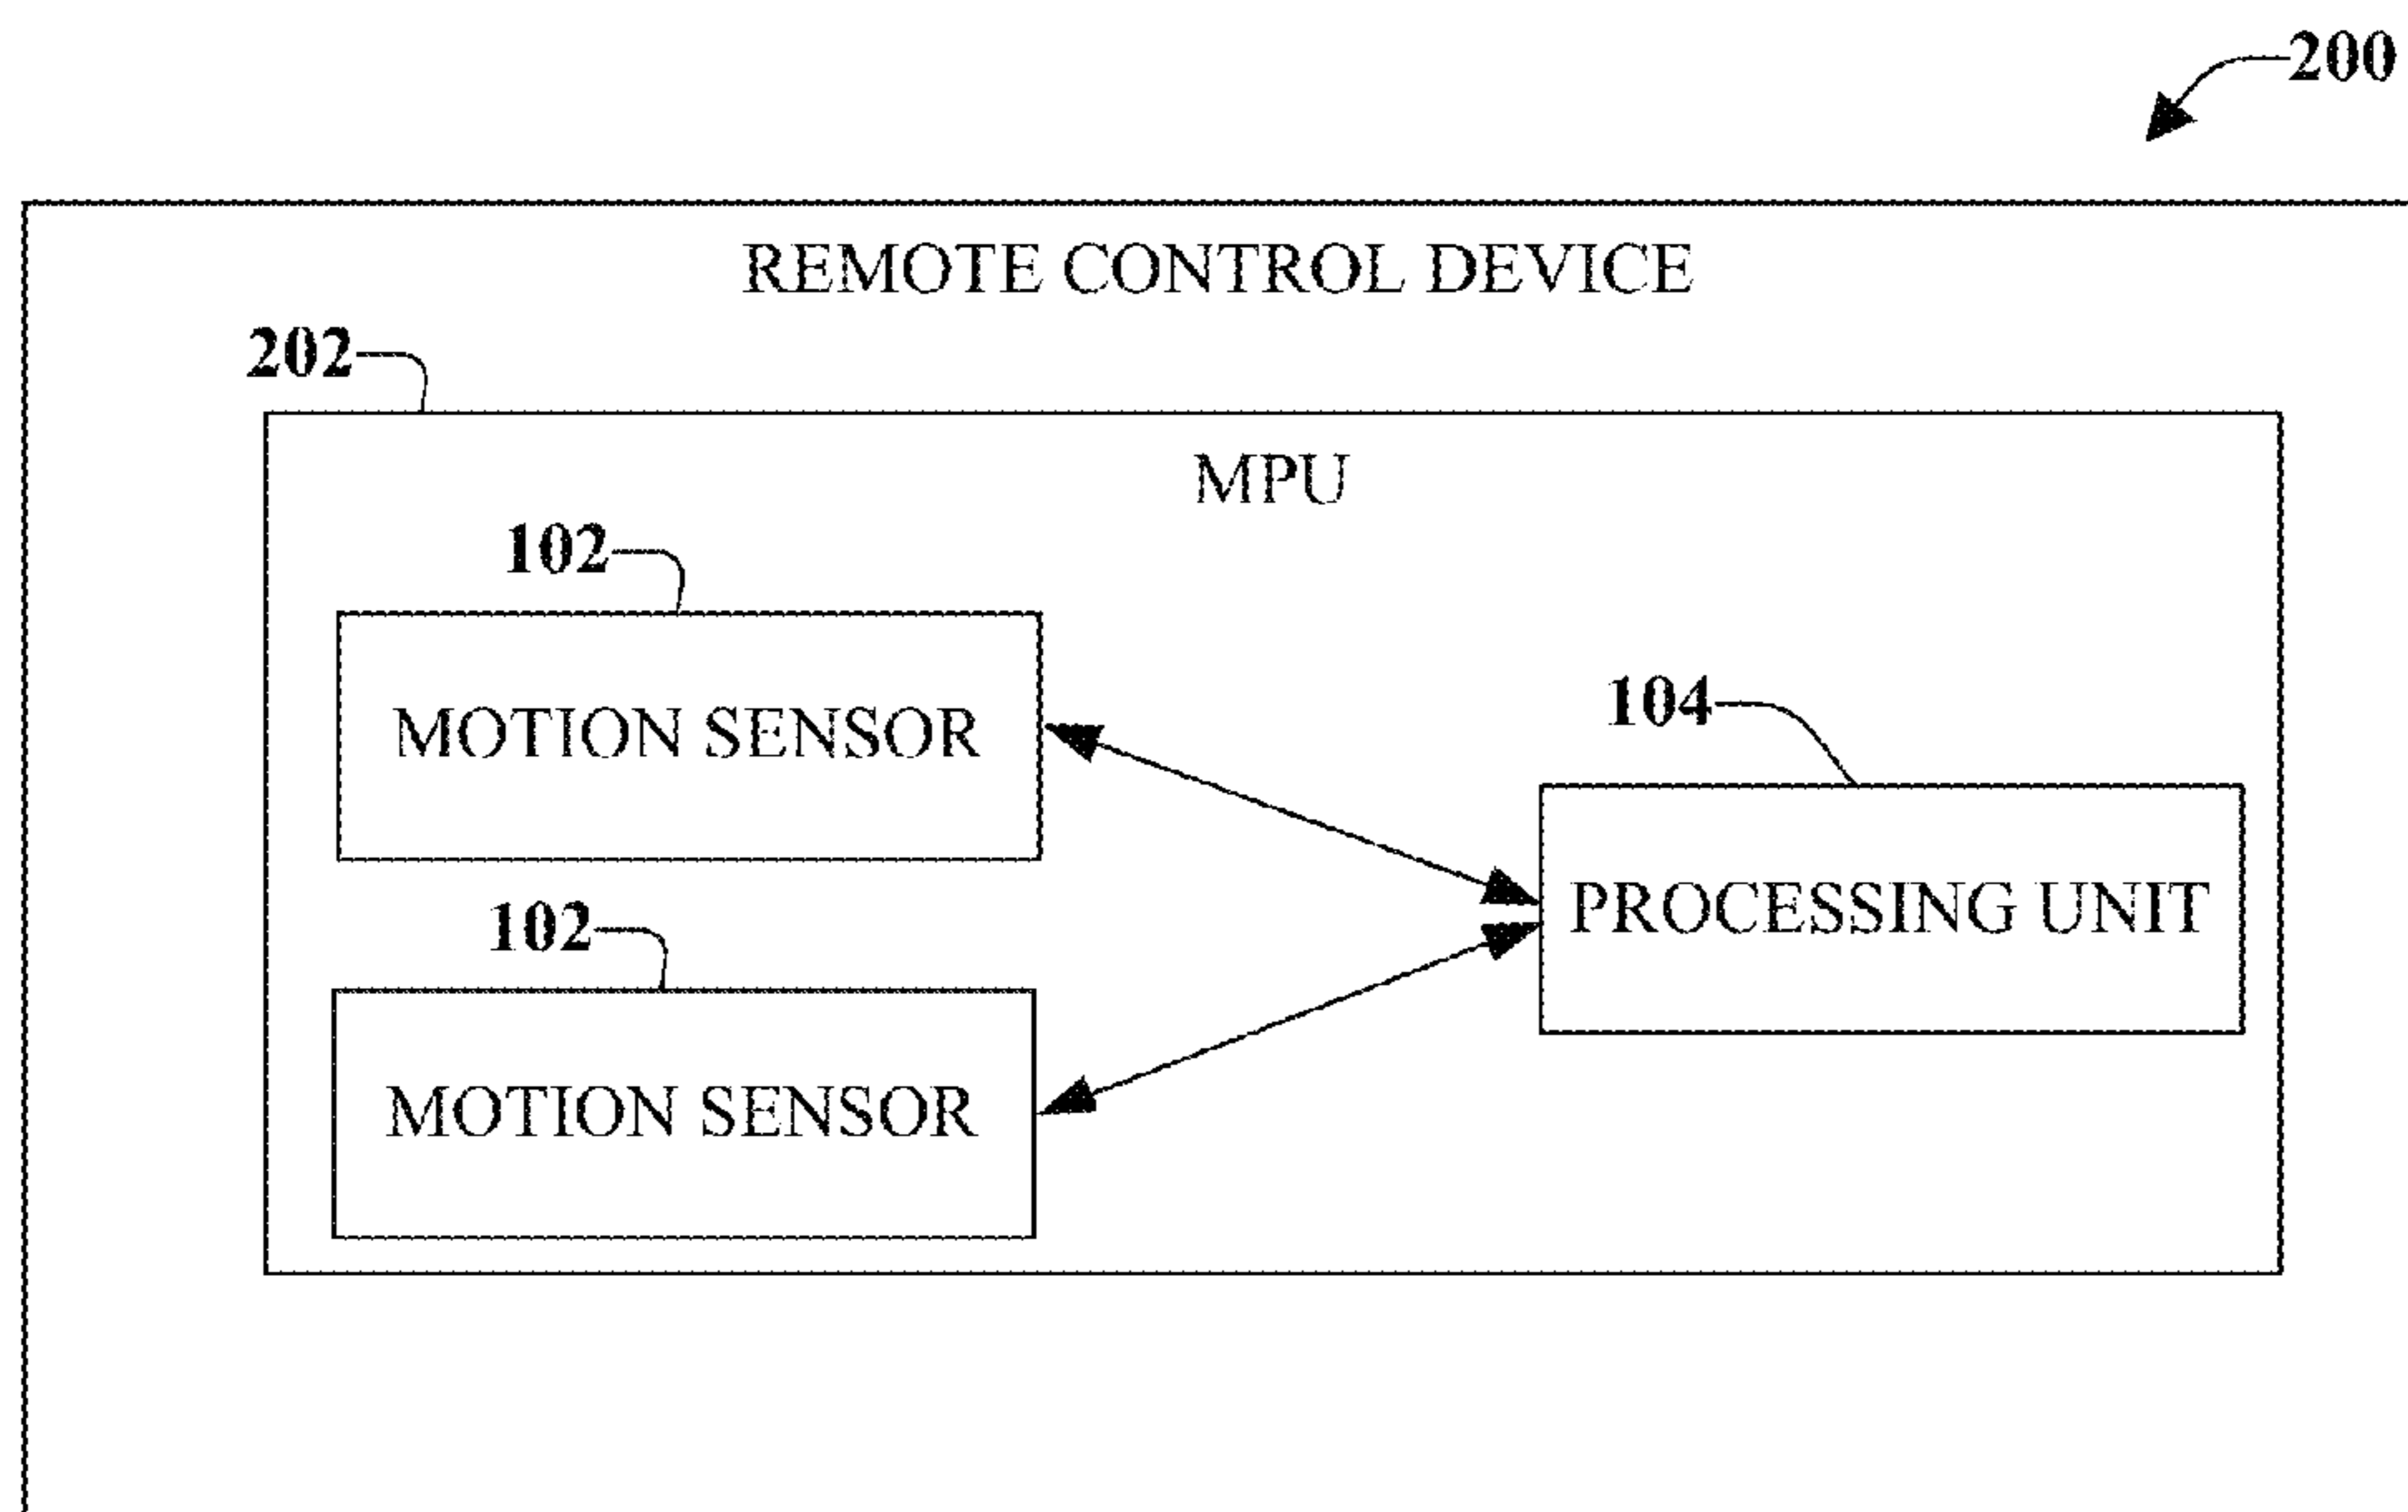 200
REMOTE CONTROL DEVICE
202
MPU
102
MOTION SENSOR
104
PROCESSING UNIT
102
MOTION SENSOR